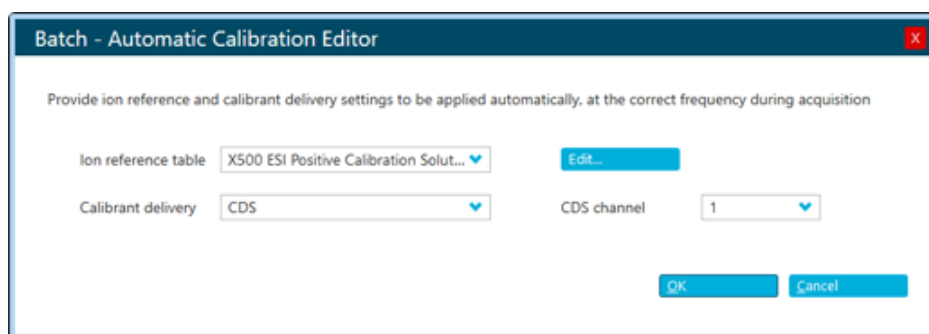 Batch - Automatic Calibration Editor X
Provide ion reference and calibrant delivery settings to be applied automatically, at the correct frequency during acquisition
Ion reference table X500 ESI Positive Calibration Solut... Edit...
Calibrant delivery CDS CDS channel 1
OK Cancel